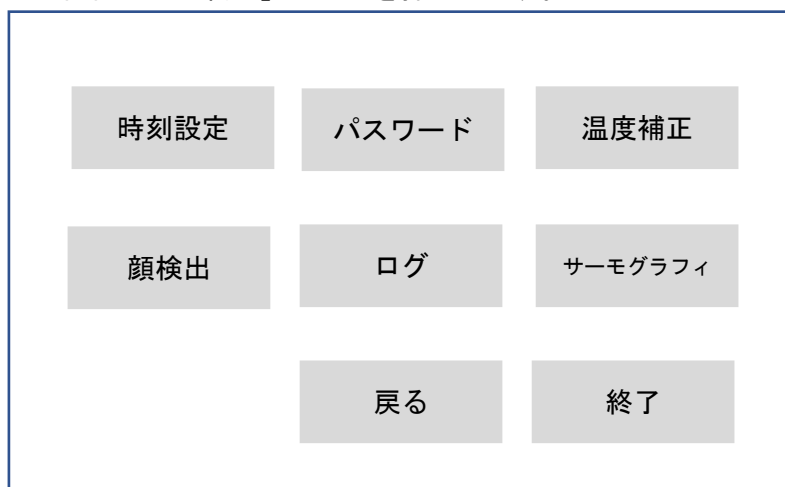 時刻設定
パスワード
温度補正
顔検出
ログ
サーモグラフィ
戻る
終了